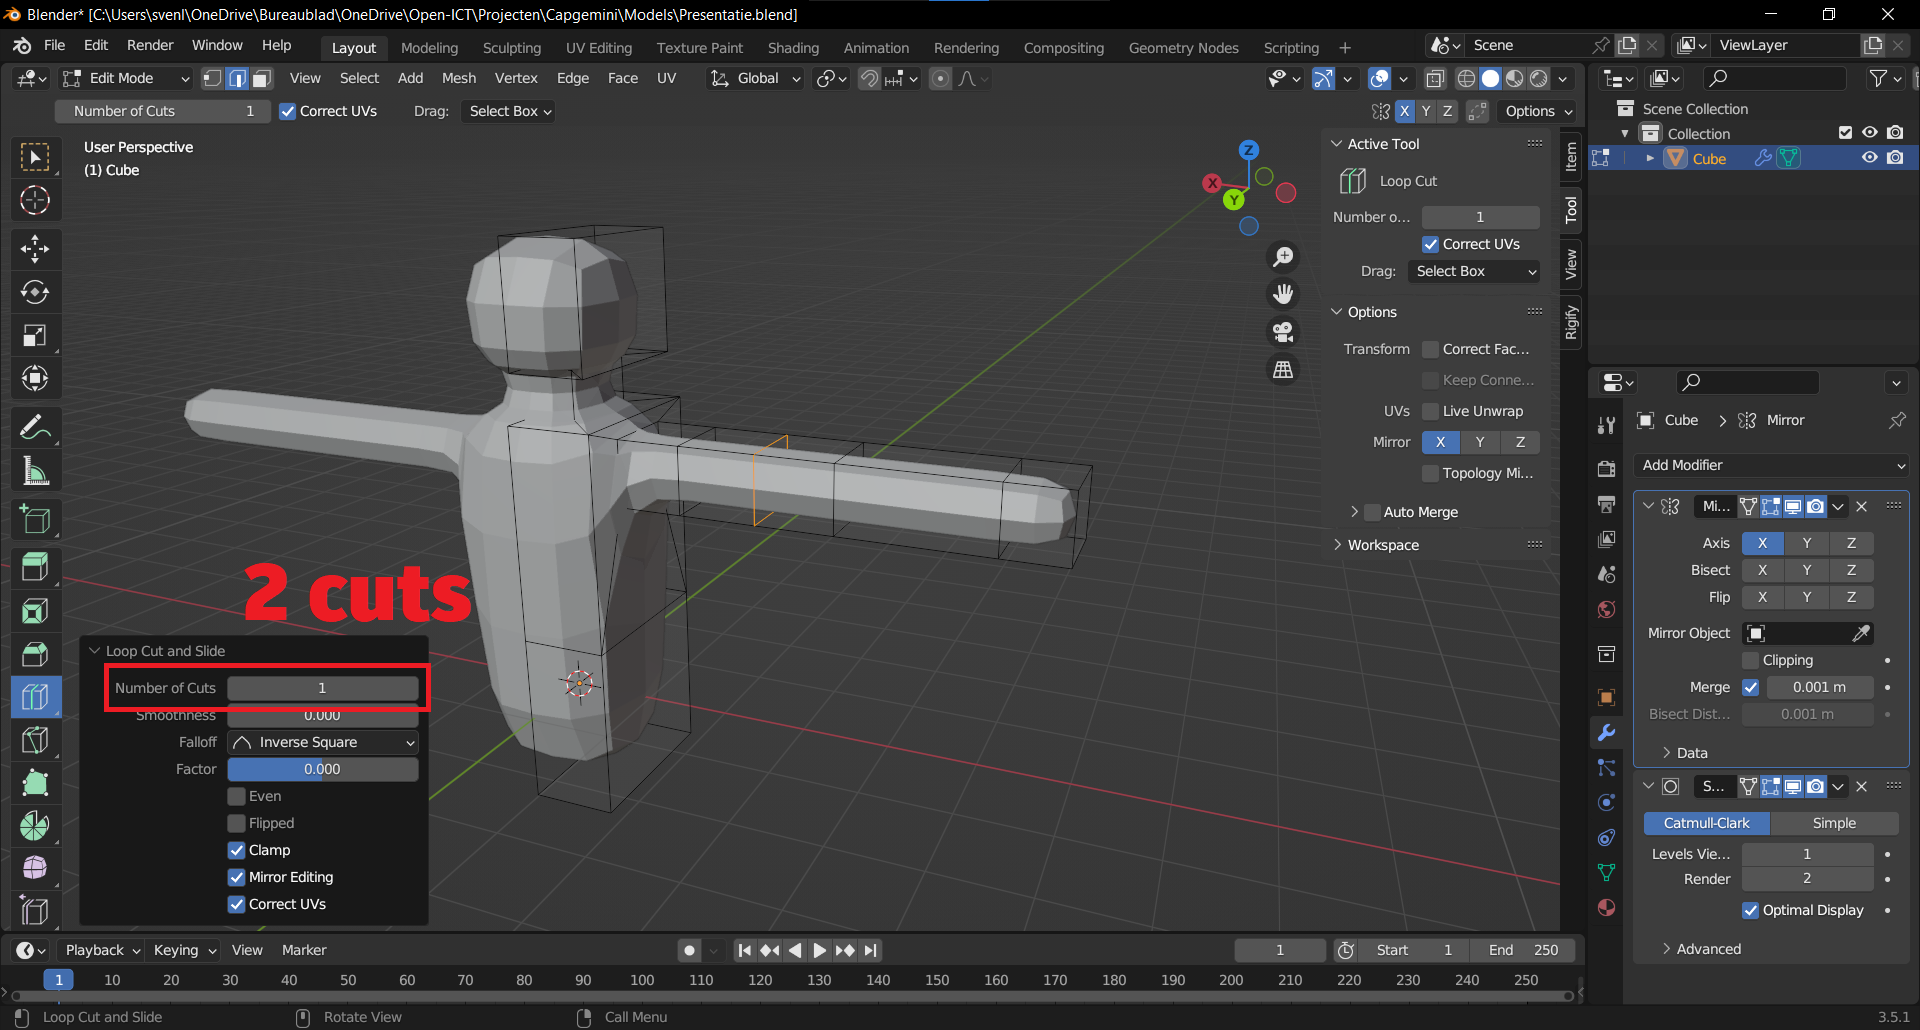 Blender* [C:\Users\svenl\OneDrive\Bureaublad\OneDrive\Open-ICT\Projecten\Capgemini\Models\Presentatie.blend]
File Edit Render Window Help Layout Modeling Sculpting UV Editing Texture Paint Shading Animation Rendering Compositing Geometry Nodes Scripting + Scene ViewLayer
Edit Mode View Select Add Mesh Vertex Edge Face UV Global
Number of Cuts 1 Correct UVs Drag: Select Box X Y Z Options
User Perspective
(1) Cube
Z
X
Y
Active Tool
Loop Cut
Number o... 1
Correct UVs
Drag: Select Box
Options
Transform Correct Fac...
Keep Conne...
UVs Live Unwrap
Mirror X Y Z
Topology Mi...
Auto Merge
Workspace
Item
Tool
View
Rigify
Scene Collection
Collection
Cube
Cube > Mirror
Add Modifier
Mi...
Axis X Y Z
Bisect X Y Z
Flip X Y Z
Mirror Object
Clipping
Merge 0.001 m
Bisect Dist... 0.001 m
Data
S...
Catmull-Clark Simple
Levels Vie... 1
Render 2
Optimal Display
Advanced
2 cuts
Loop Cut and Slide
Number of Cuts 1
Smoothness 0.000
Falloff Inverse Square
Factor 0.000
Even
Flipped
Clamp
Mirror Editing
Correct UVs
Playback Keying View Marker 1 Start 1 End 250
1 10 20 30 40 50 60 70 80 90 100 110 120 130 140 150 160 170 180 190 200 210 220 230 240 250
Loop Cut and Slide Rotate View Call Menu 3.5.1